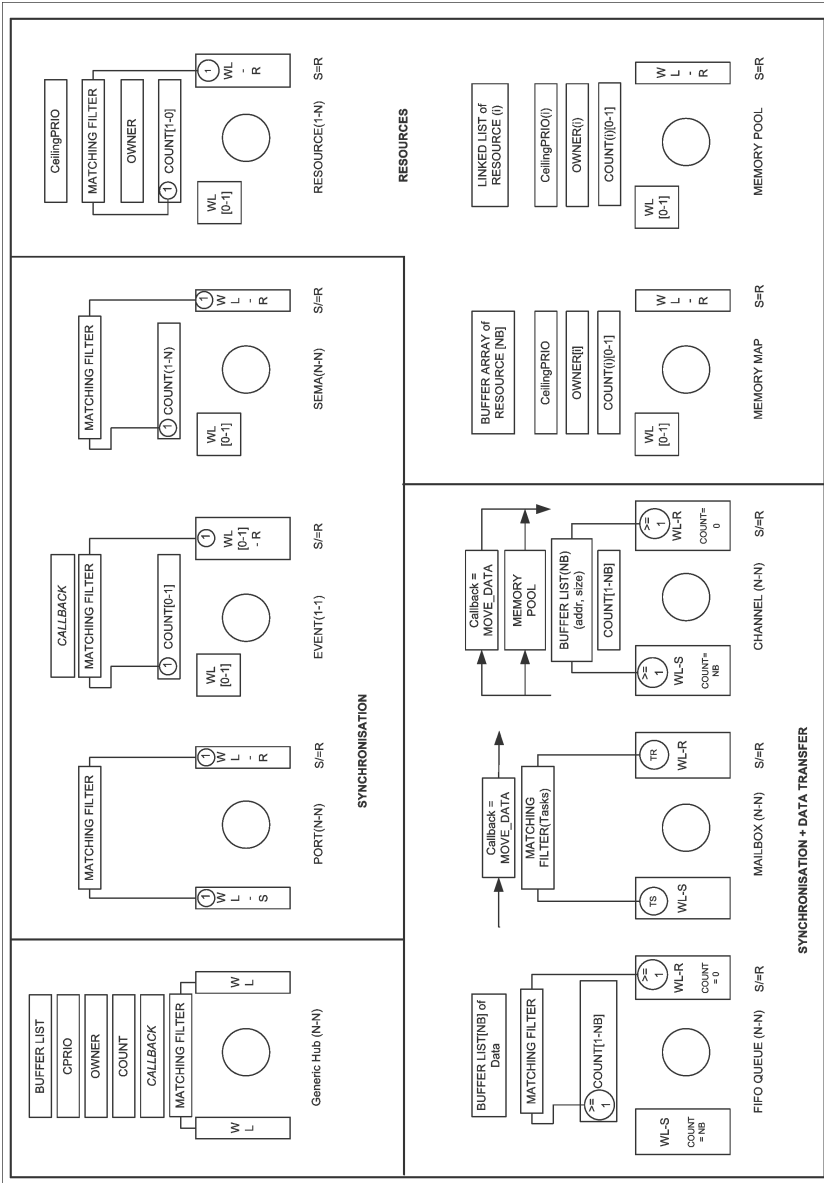 BUFFER LIST
CPRIO
OWNER
COUNT
CALLBACK
MATCHING FILTER
W L
W L
Generic Hub (N-N)
MATCHING FILTER
1
W
L
-
S
1
W
L
-
R
PORT(N-N)
S/=R
CALLBACK
MATCHING FILTER
1
COUNT[0-1]
WL
[0-1]
1
WL
[0-1]
- R
EVENT(1-1)
S/=R
MATCHING FILTER
1
COUNT(1-N)
WL
[0-1]
1
W
L
-
R
SEMA(N-N)
S/=R
SYNCHRONISATION
CeilingPRIO
MATCHING FILTER
OWNER
1
COUNT[1-0]
WL
[0-1]
1
WL
-
R
RESOURCE(1-N)
S=R
RESOURCES
BUFFER LIST[NB] of
Data
MATCHING FILTER
>=
1
COUNT[1-NB]
WL-S
COUNT
= NB
>=
1
WL-R
COUNT
= 0
FIFO QUEUE (N-N)
S/=R
Callback =
MOVE_DATA
MATCHING
FILTER(Tasks)
TS
WL-S
TR
WL-R
MAILBOX (N-N)
S/=R
Callback =
MOVE_DATA
MEMORY
POOL
BUFFER LIST(NB)
(addr, size)
COUNT[1-NB]
>=
1
WL-S
COUNT=
NB
>=
1
WL-R
COUNT=
0
CHANNEL (N-N)
S/=R
SYNCHRONISATION + DATA TRANSFER
BUFFER ARRAY of
RESOURCE [NB]
CeilingPRIO
OWNER[i]
COUNT(i)[0-1]
WL
[0-1]
W
L
-
R
MEMORY MAP
S=R
LINKED LIST of
RESOURCE (i)
CeilingPRIO(i)
OWNER(i)
COUNT(i)[0-1]
WL
[0-1]
W
L
-
R
MEMORY POOL
S=R